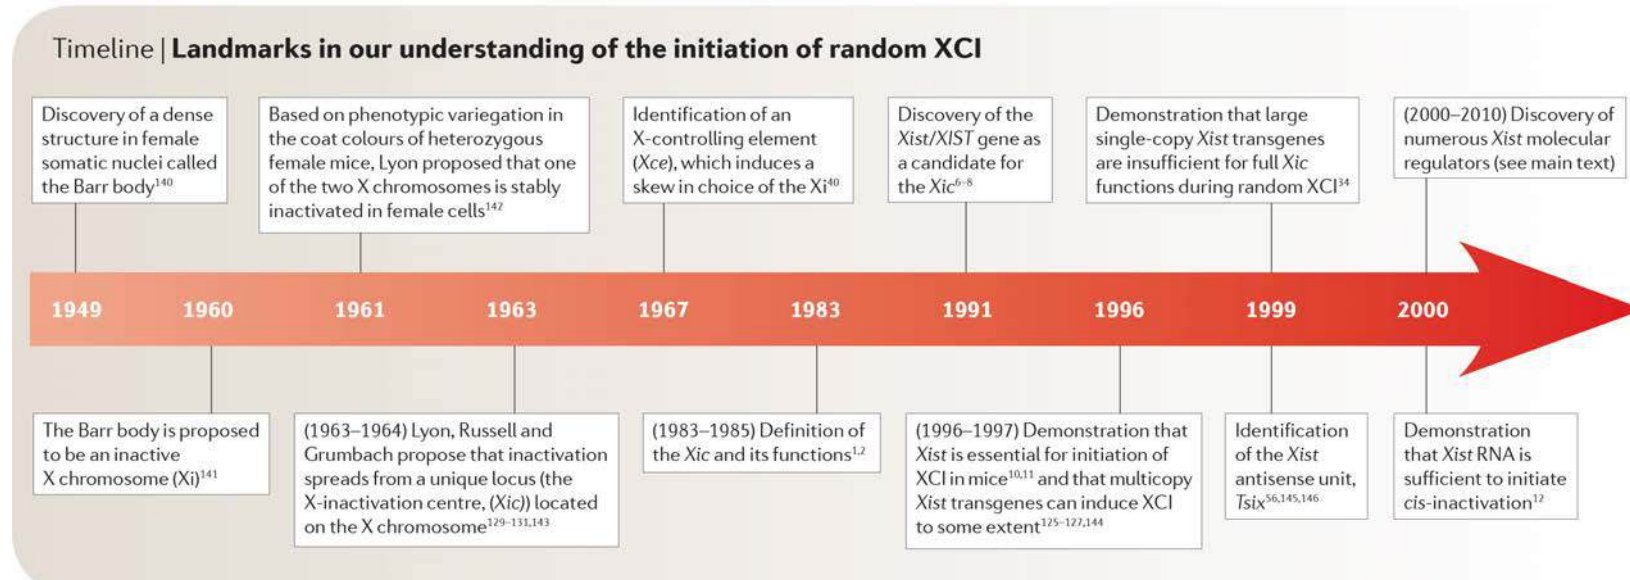 Timeline | Landmarks in our understanding of the initiation of random XCI
Discovery of a dense
structure in female
somatic nuclei called
the Barr body140
Based on phenotypic variegation in
the coat colours of heterozygous
female mice, Lyon proposed that one
of the two X chromosomes is stably
inactivated in female cells142
Identification of an
X-controlling element
(Xce), which induces a
skew in choice of the Xi40
Discovery of the
Xist/XIST gene as
a candidate for
the Xic6–8
Demonstration that large
single-copy Xist transgenes
are insufficient for full Xic
functions during random XCI34
(2000–2010) Discovery of
numerous Xist molecular
regulators (see main text)
1949 1960 1961 1963 1967 1983 1991 1996 1999 2000
The Barr body is proposed
to be an inactive
X chromosome (Xi)141
(1963–1964) Lyon, Russell and
Grumbach propose that inactivation
spreads from a unique locus (the
X-inactivation centre, (Xic)) located
on the X chromosome129–131,143
(1983–1985) Definition of
the Xic and its functions1,2
(1996–1997) Demonstration that
Xist is essential for initiation of
XCI in mice10,11 and that multicopy
Xist transgenes can induce XCI
to some extent125–127,144
Identification
of the Xist
antisense unit,
Tsix56,145,146
Demonstration
that Xist RNA is
sufficient to initiate
cis-inactivation12